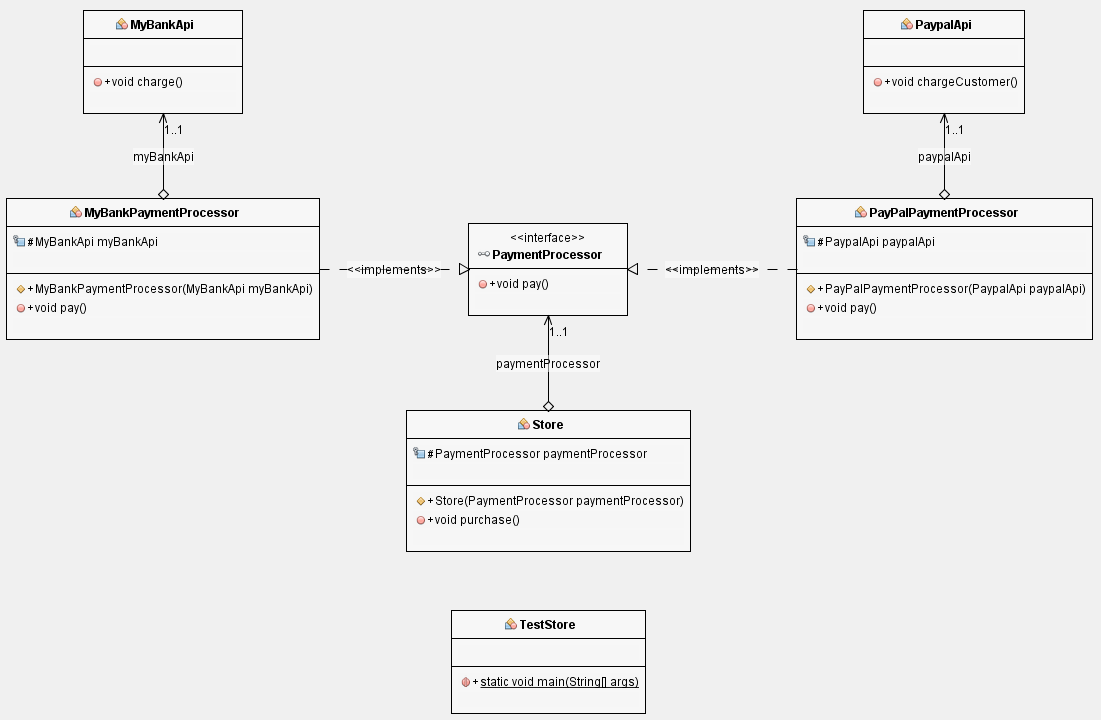 MyBankApi
+void charge()
PaypalApi
+void chargeCustomer()
1..1
myBankApi
1..1
paypalApi
MyBankPaymentProcessor
#MyBankApi myBankApi
+MyBankPaymentProcessor(MyBankApi myBankApi)
+void pay()
<<implements>>
<<interface>>
PaymentProcessor
+void pay()
<<implements>>
PayPalPaymentProcessor
#PaypalApi paypalApi
+PayPalPaymentProcessor(PaypalApi paypalApi)
+void pay()
1..1
paymentProcessor
Store
#PaymentProcessor paymentProcessor
+Store(PaymentProcessor paymentProcessor)
+void purchase()
TestStore
+static void main(String[] args)